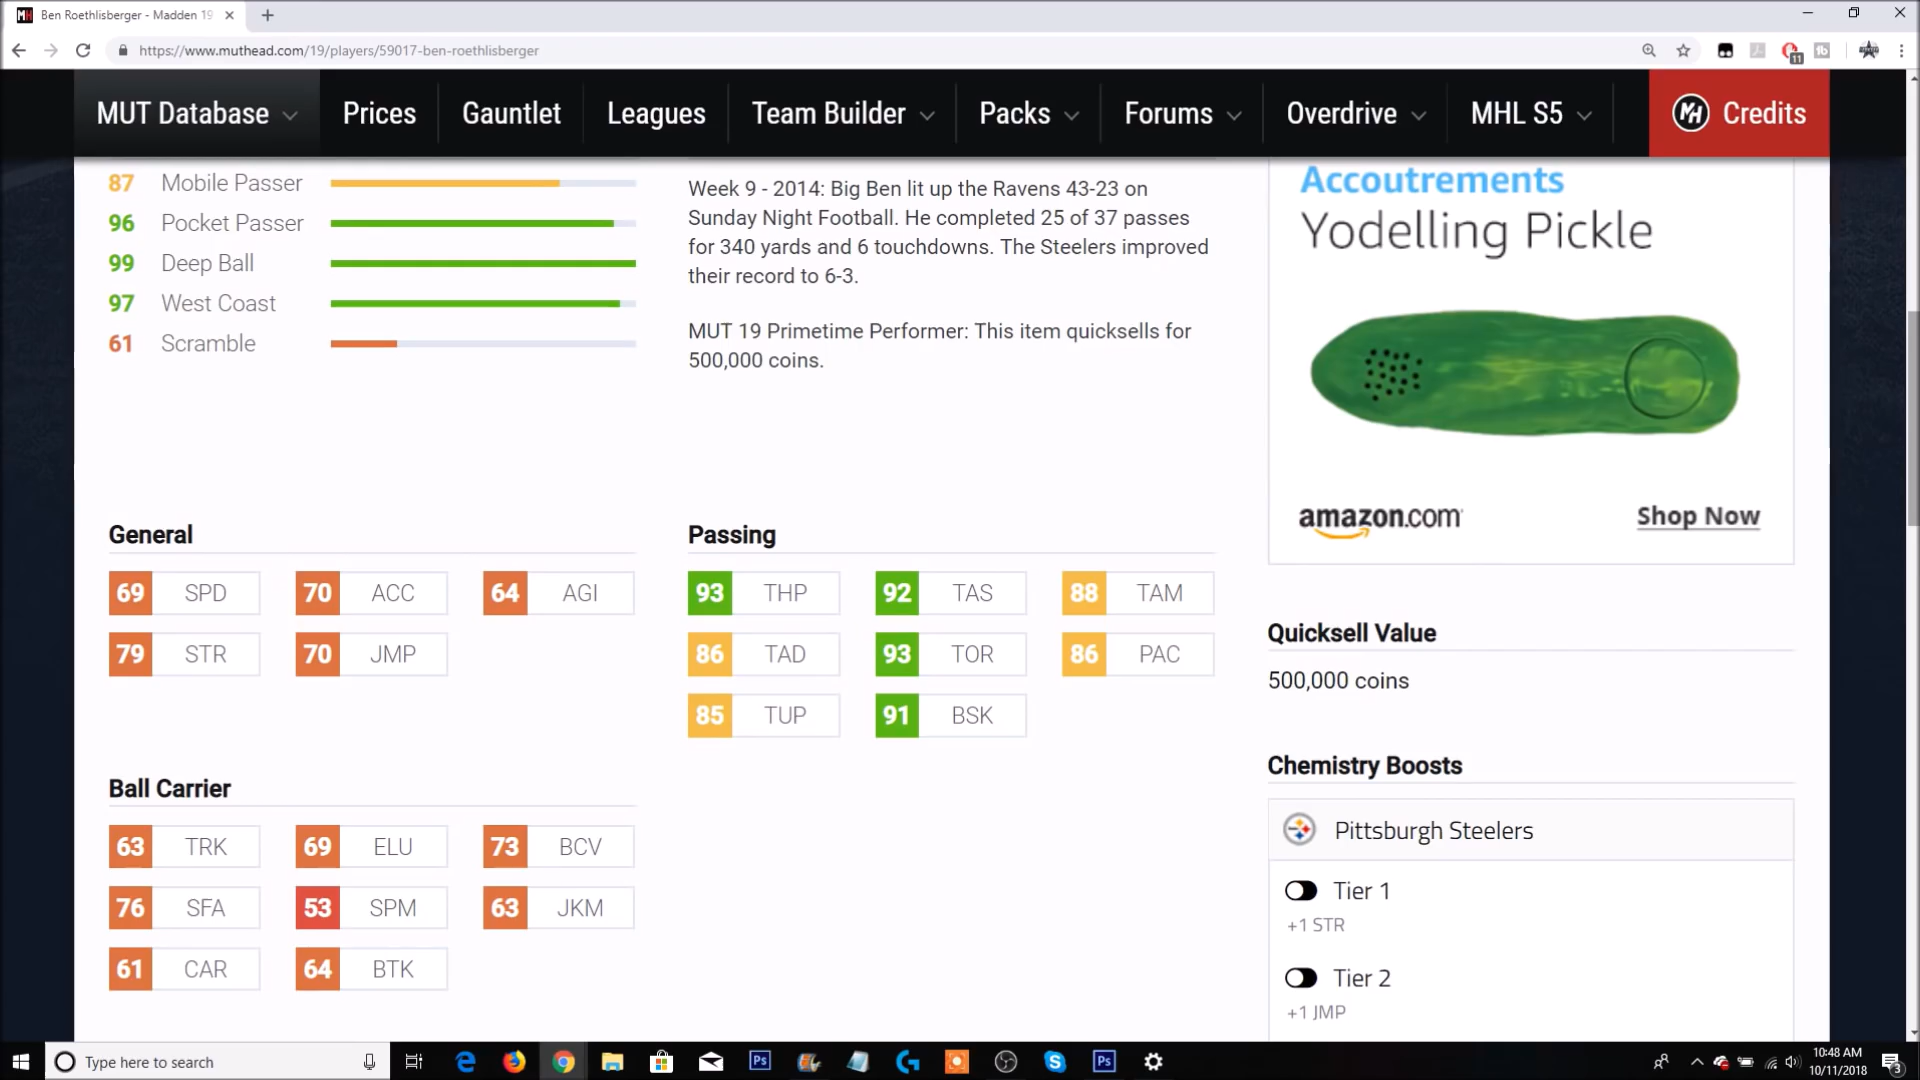 Ben Roethlisberger - Madden 19
https://www.muthead.com/19/players/59017-ben-roethlisberger
11
MUT Database
Prices
Gauntlet
Leagues
Team Builder
Packs
Forums
Overdrive
MHL S5
MH Credits
87 Mobile Passer
96 Pocket Passer
99 Deep Ball
97 West Coast
61 Scramble
Week 9 - 2014: Big Ben lit up the Ravens 43-23 on
Sunday Night Football. He completed 25 of 37 passes
for 340 yards and 6 touchdowns. The Steelers improved
their record to 6-3.
MUT 19 Primetime Performer: This item quicksells for
500,000 coins.
Accoutrements
Yodelling Pickle
amazon.com
Shop Now
General
69 SPD 70 ACC 64 AGI
79 STR 70 JMP
Passing
93 THP 92 TAS 88 TAM
86 TAD 93 TOR 86 PAC
85 TUP 91 BSK
Ball Carrier
63 TRK 69 ELU 73 BCV
76 SFA 53 SPM 63 JKM
61 CAR 64 BTK
Quicksell Value
500,000 coins
Chemistry Boosts
Pittsburgh Steelers
Tier 1
+1 STR
Tier 2
+1 JMP
Type here to search
Ps
Ps
10:48 AM
10/11/2018
3